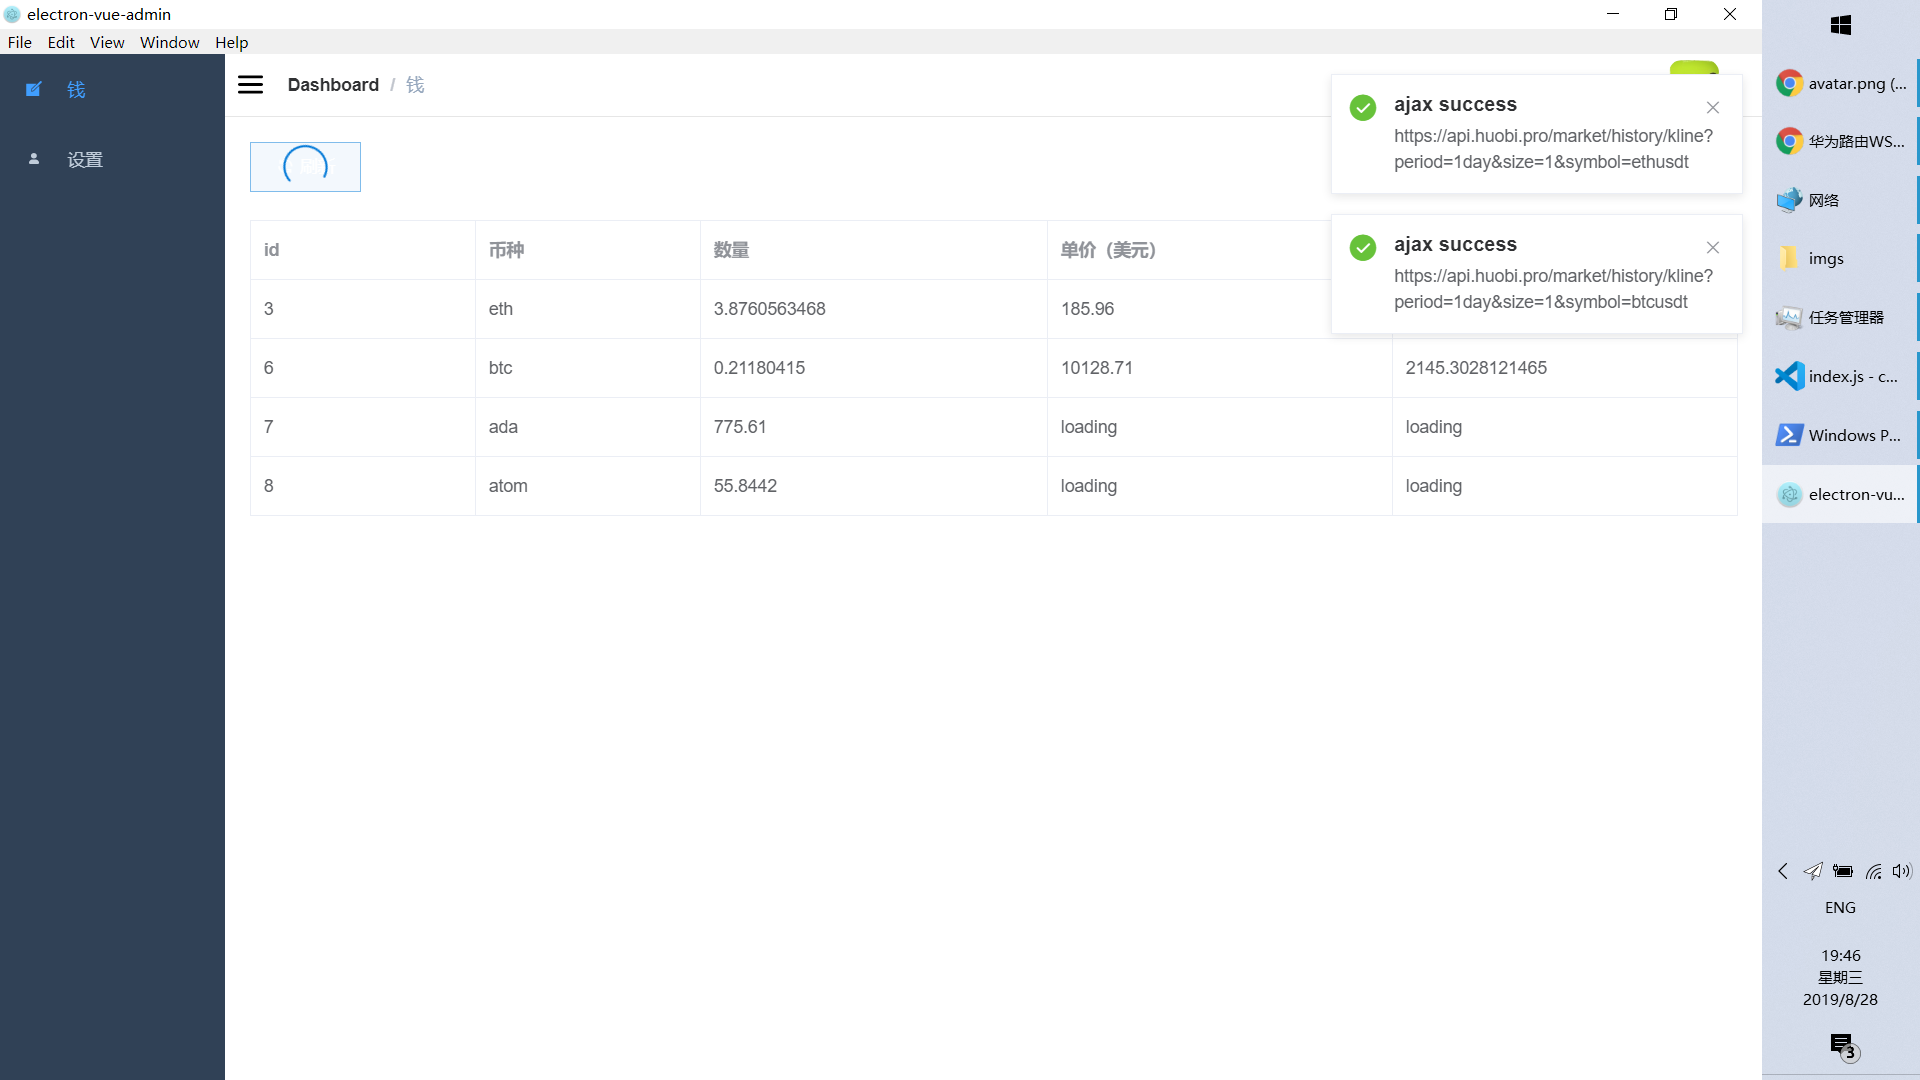 electron-vue-admin
File Edit View Window Help
钱
设置
Dashboard / 钱
id 币种 数量 单价（美元）
3 eth 3.8760563468 185.96
6 btc 0.21180415 10128.71 2145.3028121465
7 ada 775.61 loading loading
8 atom 55.8442 loading loading
ajax success
https://api.huobi.pro/market/history/kline?
period=1day&size=1&symbol=ethusdt
ajax success
https://api.huobi.pro/market/history/kline?
period=1day&size=1&symbol=btcusdt
avatar.png (...
华为路由WS...
网络
imgs
任务管理器
index.js - c...
Windows P...
electron-vu...
ENG
19:46
星期三
2019/8/28
3